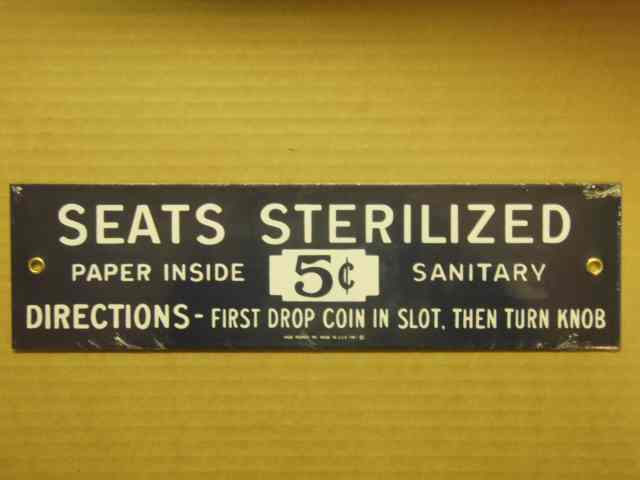 SEATS STERILIZED
PAPER INSIDE 5¢ SANITARY
DIRECTIONS - FIRST DROP COIN IN SLOT, THEN TURN KNOB